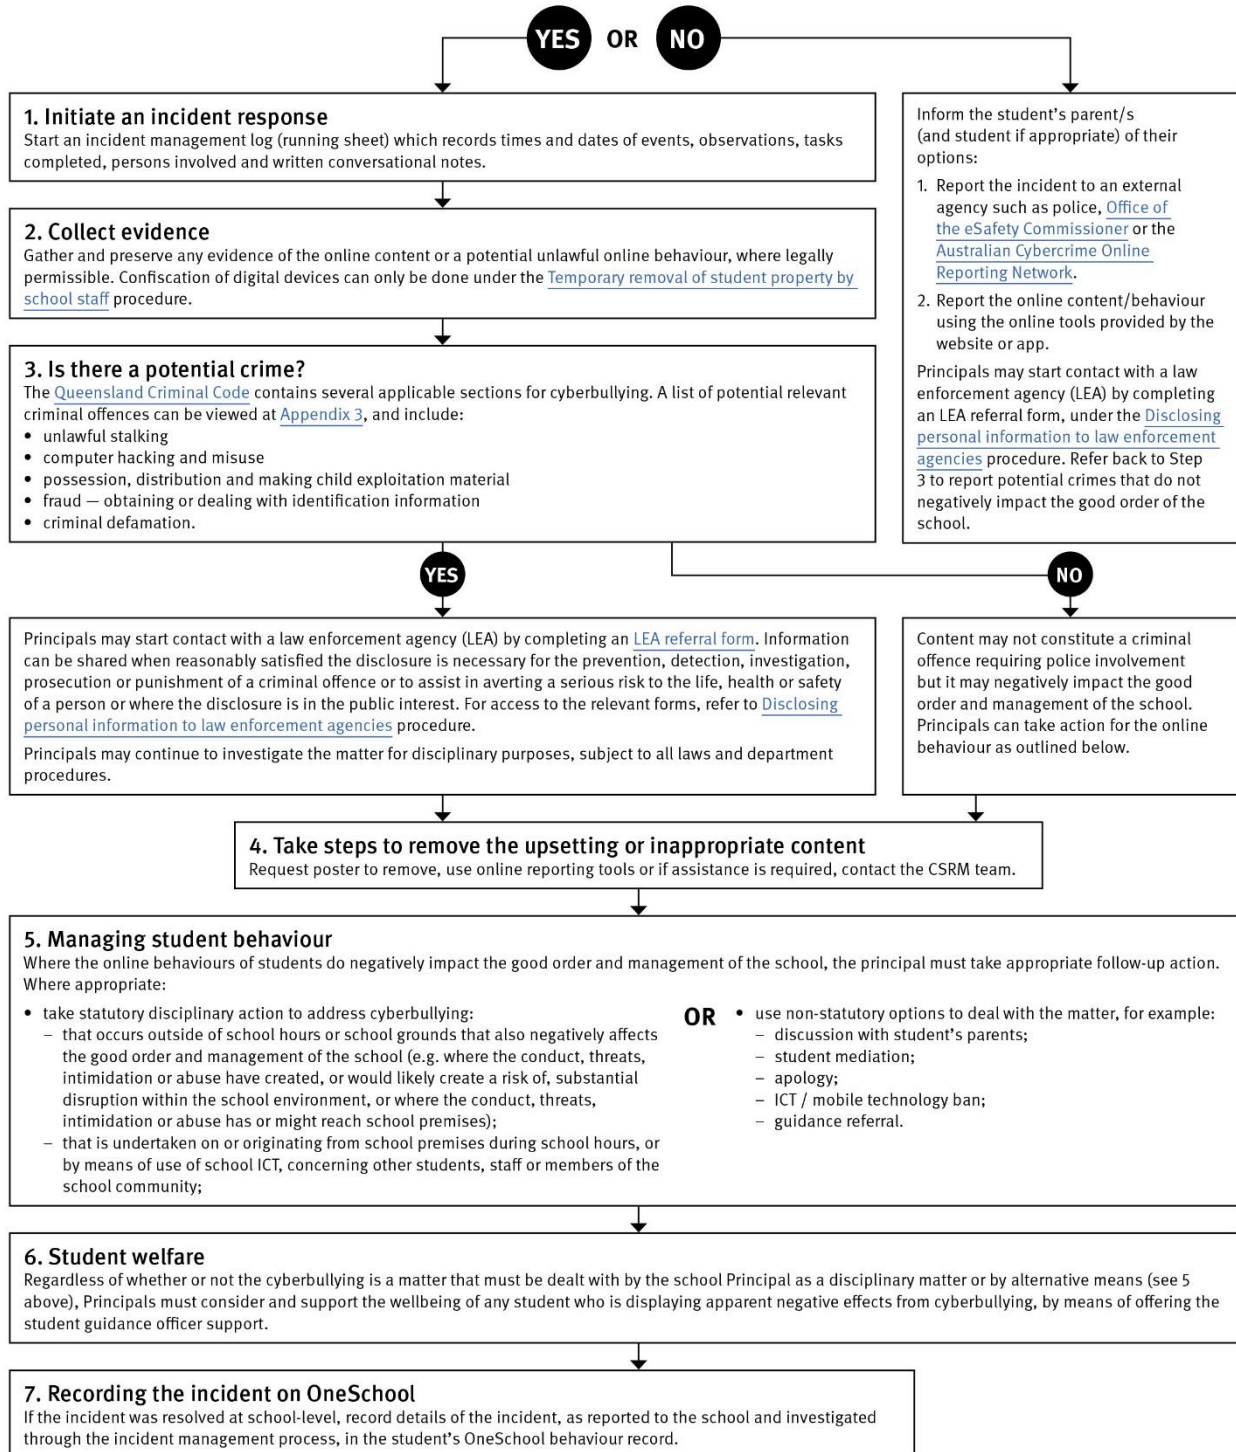 YES OR NO
1. Initiate an incident response
Start an incident management log (running sheet) which records times and dates of events, observations, tasks
completed, persons involved and written conversational notes.
Inform the student's parent/s
(and student if appropriate) of their
options:
1. Report the incident to an external
agency such as police, Office of
the eSafety Commissioner or the
Australian Cybercrime Online
Reporting Network.
2. Report the online content/behaviour
using the online tools provided by the
website or app.
Principals may start contact with a law
enforcement agency (LEA) by completing
an LEA referral form, under the Disclosing
personal information to law enforcement
agencies procedure. Refer back to Step
3 to report potential crimes that do not
negatively impact the good order of the
school.
2. Collect evidence
Gather and preserve any evidence of the online content or a potential unlawful online behaviour, where legally
permissible. Confiscation of digital devices can only be done under the Temporary removal of student property by
school staff procedure.
3. Is there a potential crime?
The Queensland Criminal Code contains several applicable sections for cyberbullying. A list of potential relevant
criminal offences can be viewed at Appendix 3, and include:
• unlawful stalking
• computer hacking and misuse
• possession, distribution and making child exploitation material
• fraud — obtaining or dealing with identification information
• criminal defamation.
YES
NO
Principals may start contact with a law enforcement agency (LEA) by completing an LEA referral form. Information
can be shared when reasonably satisfied the disclosure is necessary for the prevention, detection, investigation,
prosecution or punishment of a criminal offence or to assist in averting a serious risk to the life, health or safety
of a person or where the disclosure is in the public interest. For access to the relevant forms, refer to Disclosing
personal information to law enforcement agencies procedure.
Principals may continue to investigate the matter for disciplinary purposes, subject to all laws and department
procedures.
Content may not constitute a criminal
offence requiring police involvement
but it may negatively impact the good
order and management of the school.
Principals can take action for the online
behaviour as outlined below.
4. Take steps to remove the upsetting or inappropriate content
Request poster to remove, use online reporting tools or if assistance is required, contact the CSRM team.
5. Managing student behaviour
Where the online behaviours of students do negatively impact the good order and management of the school, the principal must take appropriate follow-up action.
Where appropriate:
• take statutory disciplinary action to address cyberbullying:
– that occurs outside of school hours or school grounds that also negatively affects
the good order and management of the school (e.g. where the conduct, threats,
intimidation or abuse have created, or would likely create a risk of, substantial
disruption within the school environment, or where the conduct, threats,
intimidation or abuse has or might reach school premises);
– that is undertaken on or originating from school premises during school hours, or
by means of use of school ICT, concerning other students, staff or members of the
school community;
OR
• use non-statutory options to deal with the matter, for example:
– discussion with student's parents;
– student mediation;
– apology;
– ICT / mobile technology ban;
– guidance referral.
6. Student welfare
Regardless of whether or not the cyberbullying is a matter that must be dealt with by the school Principal as a disciplinary matter or by alternative means (see 5
above), Principals must consider and support the wellbeing of any student who is displaying apparent negative effects from cyberbullying, by means of offering the
student guidance officer support.
7. Recording the incident on OneSchool
If the incident was resolved at school-level, record details of the incident, as reported to the school and investigated
through the incident management process, in the student's OneSchool behaviour record.